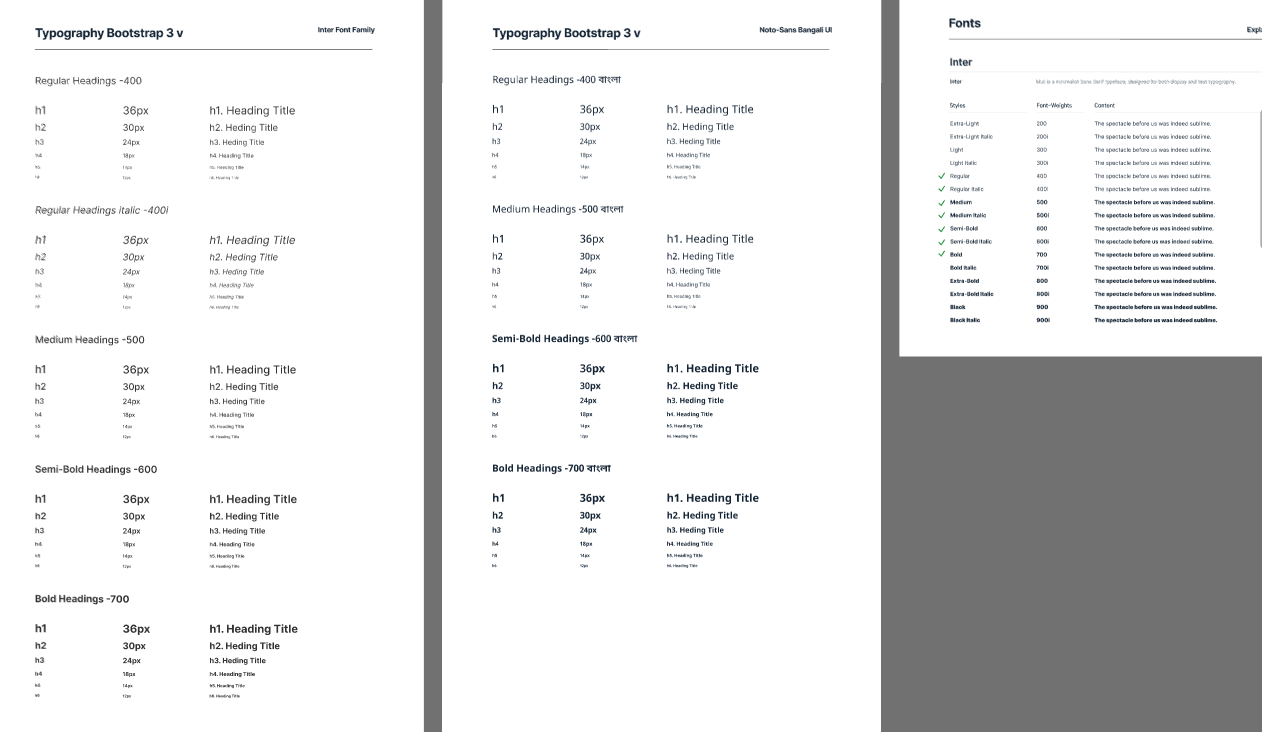 Typography Bootstrap 3 v
Inter Font Family
Regular Headings -400
h1 36px h1. Heading Title
h2 30px h2. Heding Title
h3 24px h3. Heding Title
h4 18px h4. Heading Title
h5 14px h5. Heading Title
h6 12px h6. Heading Title
Regular Headings italic -400i
h1 36px h1. Heading Title
h2 30px h2. Heding Title
h3 24px h3. Heding Title
h4 18px h4. Heading Title
h5 14px h5. Heading Title
h6 12px h6. Heading Title
Medium Headings -500
h1 36px h1. Heading Title
h2 30px h2. Heding Title
h3 24px h3. Heding Title
h4 18px h4. Heading Title
h5 14px h5. Heading Title
h6 12px h6. Heading Title
Semi-Bold Headings -600
h1 36px h1. Heading Title
h2 30px h2. Heding Title
h3 24px h3. Heding Title
h4 18px h4. Heading Title
h5 14px h5. Heading Title
h6 12px h6. Heading Title
Bold Headings -700
h1 36px h1. Heading Title
h2 30px h2. Heding Title
h3 24px h3. Heding Title
h4 18px h4. Heading Title
h5 14px h5. Heading Title
h6 12px h6. Heading Title
Typography Bootstrap 3 v
Noto-Sans Bangali UI
Regular Headings -400 বাংলা
h1 36px h1. Heading Title
h2 30px h2. Heding Title
h3 24px h3. Heding Title
h4 18px h4. Heading Title
h5 14px h5. Heading Title
h6 12px h6. Heading Title
Medium Headings -500 বাংলা
h1 36px h1. Heading Title
h2 30px h2. Heding Title
h3 24px h3. Heding Title
h4 18px h4. Heading Title
h5 14px h5. Heading Title
h6 12px h6. Heading Title
Semi-Bold Headings -600 বাংলা
h1 36px h1. Heading Title
h2 30px h2. Heding Title
h3 24px h3. Heding Title
h4 18px h4. Heading Title
h5 14px h5. Heading Title
h6 12px h6. Heading Title
Bold Headings -700 বাংলা
h1 36px h1. Heading Title
h2 30px h2. Heding Title
h3 24px h3. Heding Title
h4 18px h4. Heading Title
h5 14px h5. Heading Title
h6 12px h6. Heading Title
Fonts
Inter
Inter is a minimalist Sans Serif typeface, designed for both display and text typography.
Styles Font-Weights Content
Extra-Light 200 The spectacle before us was indeed sublime.
Extra-Light Italic 200i The spectacle before us was indeed sublime.
Light 300 The spectacle before us was indeed sublime.
Light Italic 300i The spectacle before us was indeed sublime.
Regular 400 The spectacle before us was indeed sublime.
Regular Italic 400i The spectacle before us was indeed sublime.
Medium 500 The spectacle before us was indeed sublime.
Medium Italic 500i The spectacle before us was indeed sublime.
Semi-Bold 600 The spectacle before us was indeed sublime.
Semi-Bold Italic 600i The spectacle before us was indeed sublime.
Bold 700 The spectacle before us was indeed sublime.
Bold Italic 700i The spectacle before us was indeed sublime.
Extra-Bold 800 The spectacle before us was indeed sublime.
Extra-Bold Italic 800i The spectacle before us was indeed sublime.
Black 900 The spectacle before us was indeed sublime.
Black Italic 900i The spectacle before us was indeed sublime.